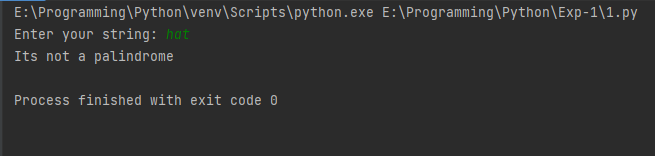 E:\Programming\Python\venv\Scripts\python.exe E:\Programming\Python\Exp-1\1.py
Enter your string: hat
Its not a palindrome
Process finished with exit code 0